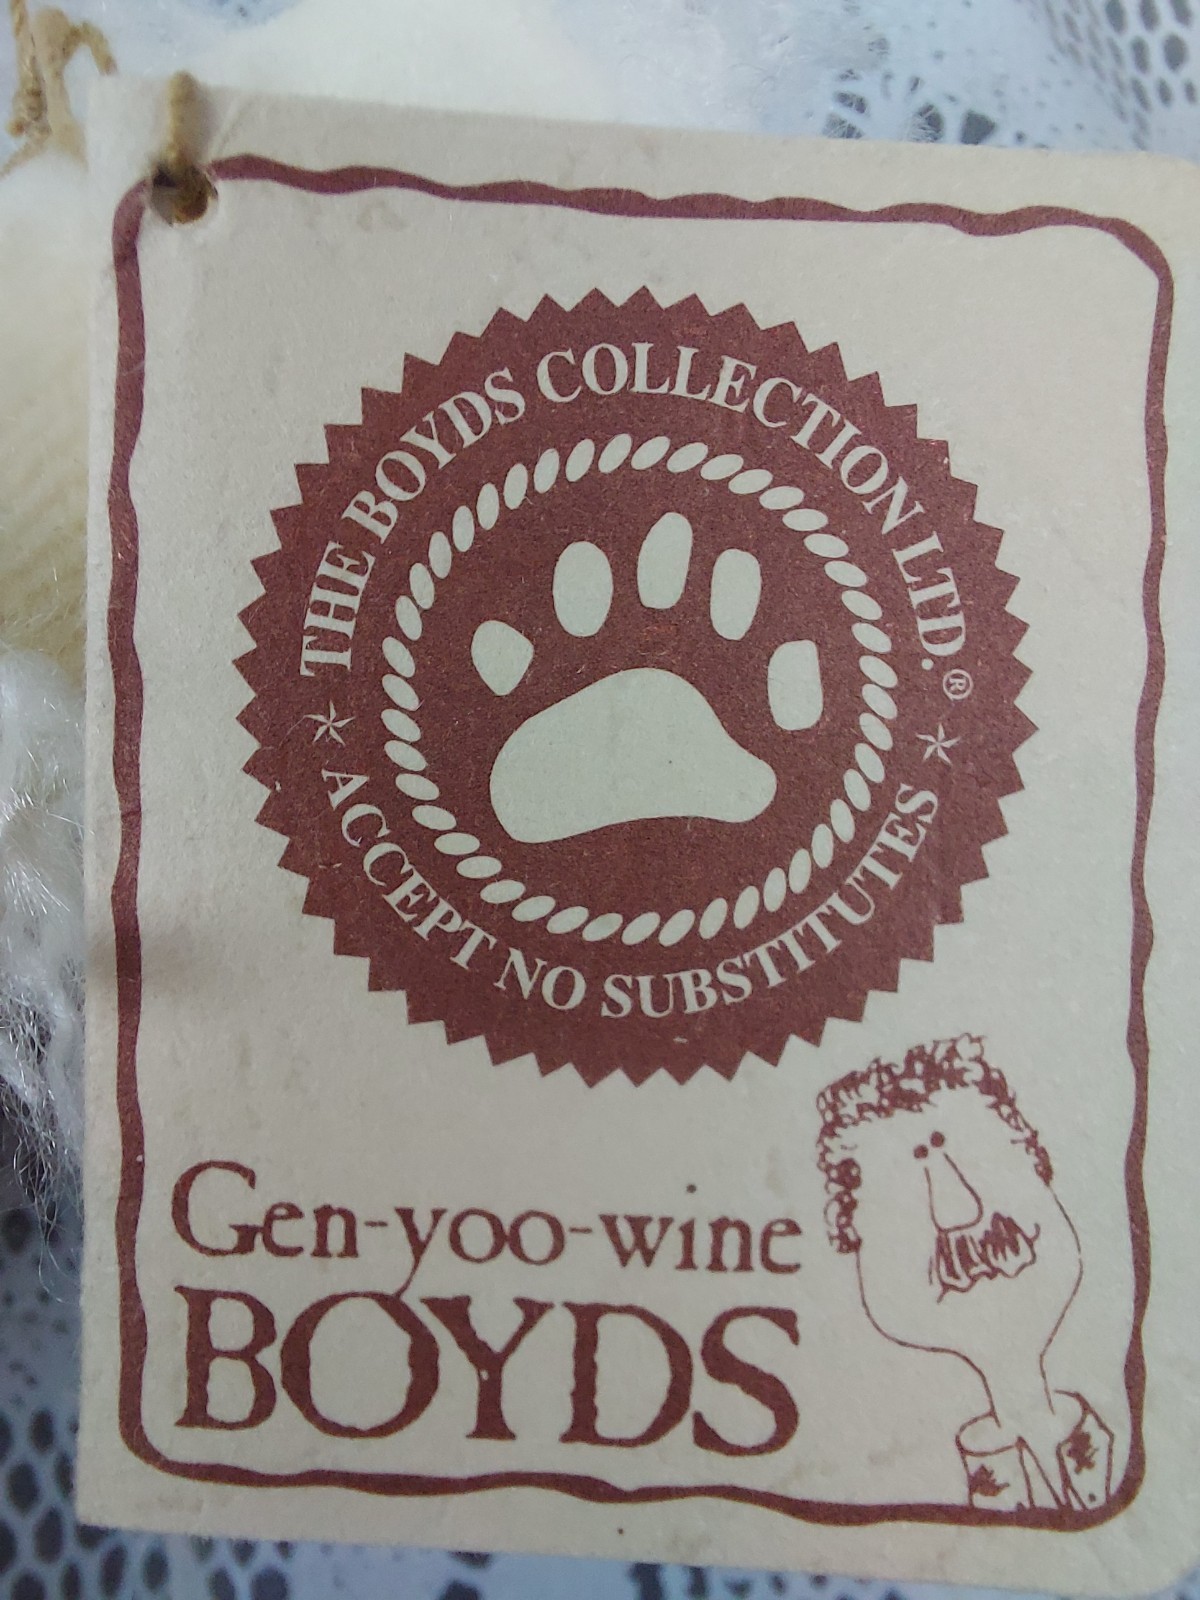 THE BOYDS COLLECTION LTD.®
ACCEPT NO SUBSTITUTES
Gen-yoo-wine
BOYDS